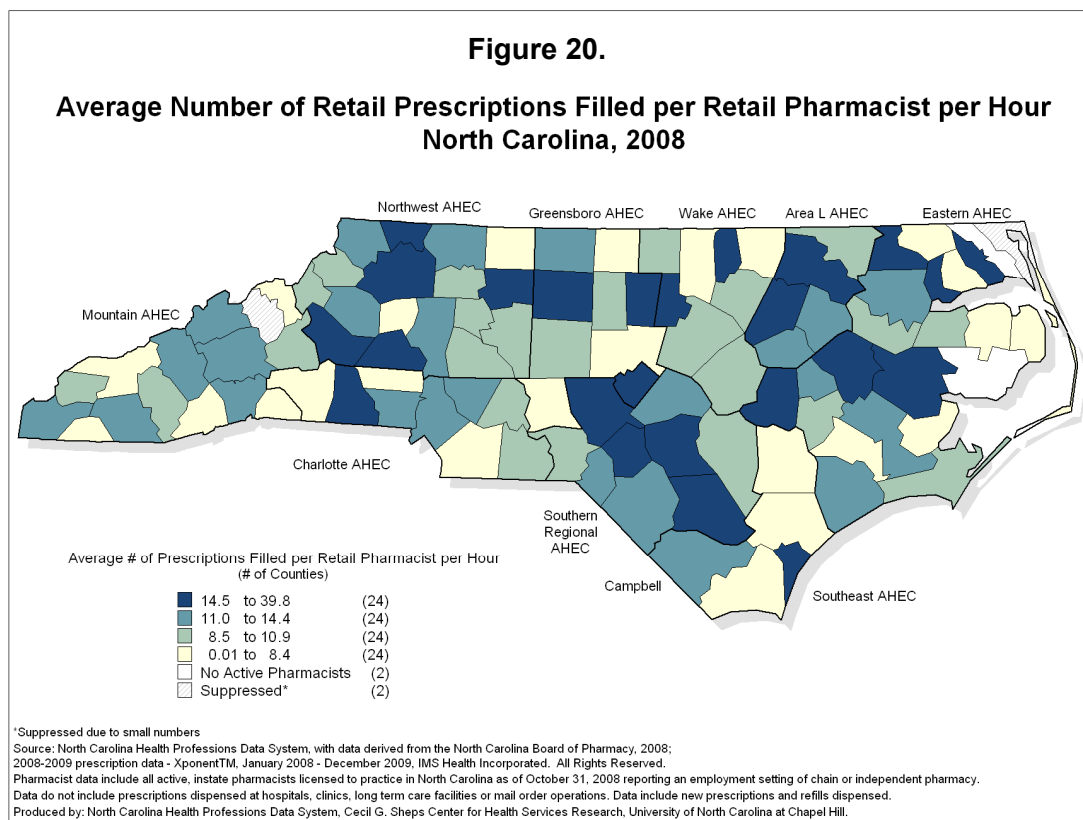 Figure 20.
Average Number of Retail Prescriptions Filled per Retail Pharmacist per Hour
North Carolina, 2008
Northwest AHEC
Greensboro AHEC
Wake AHEC
Area L AHEC
Eastern AHEC
Mountain AHEC
Charlotte AHEC
Southern
Regional
AHEC
Campbell
Southeast AHEC
Average # of Prescriptions Filled per Retail Pharmacist per Hour
(# of Counties)
14.5 to 39.8 (24)
11.0 to 14.4 (24)
8.5 to 10.9 (24)
0.01 to 8.4 (24)
No Active Pharmacists (2)
Suppressed* (2)
*Suppressed due to small numbers
Source: North Carolina Health Professions Data System, with data derived from the North Carolina Board of Pharmacy, 2008;
2008-2009 prescription data - XponentTM, January 2008 - December 2009, IMS Health Incorporated. All Rights Reserved.
Pharmacist data include all active, instate pharmacists licensed to practice in North Carolina as of October 31, 2008 reporting an employment setting of chain or independent pharmacy.
Data do not include prescriptions dispensed at hospitals, clinics, long term care facilities or mail order operations. Data include new prescriptions and refills dispensed.
Produced by: North Carolina Health Professions Data System, Cecil G. Sheps Center for Health Services Research, University of North Carolina at Chapel Hill.